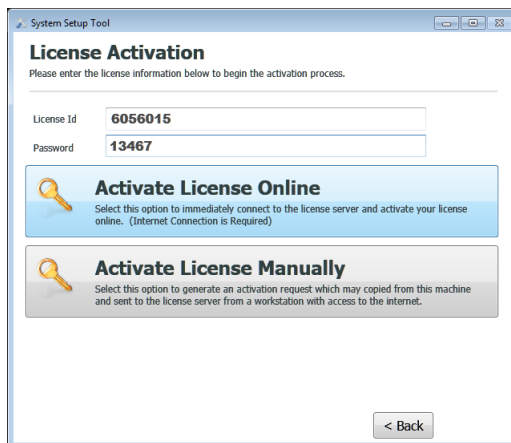 System Setup Tool
License Activation
Please enter the license information below to begin the activation process.
License Id
6056015
Password
13467
Activate License Online
Select this option to immediately connect to the license server and activate your license
online. (Internet Connection is Required)
Activate License Manually
Select this option to generate an activation request which may copied from this machine
and sent to the license server from a workstation with access to the internet.
< Back